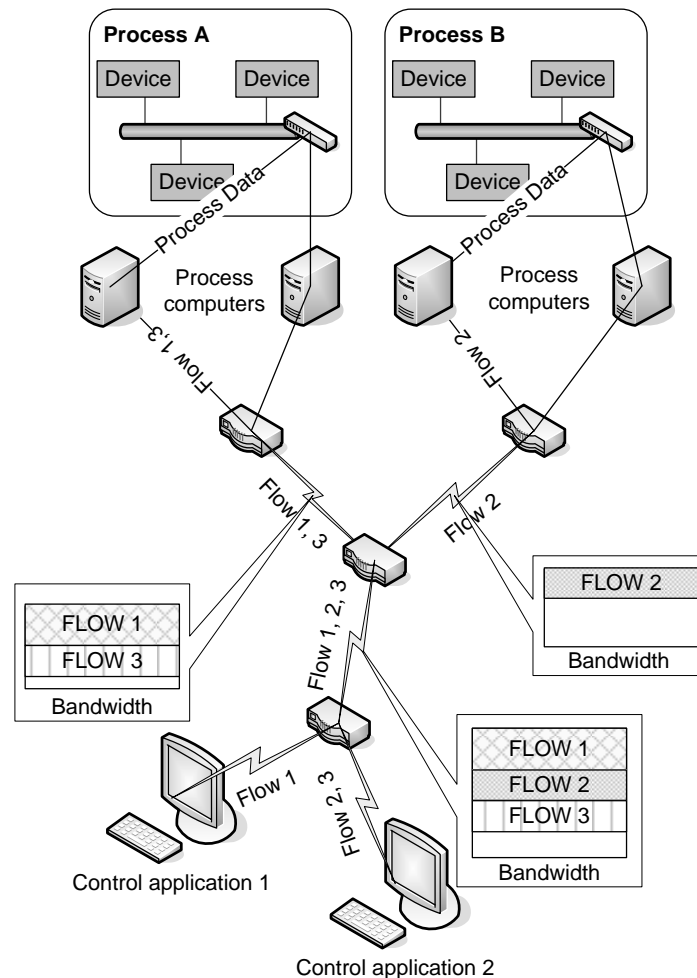 Process A
Process B
Device
Device
Device
Device
Device
Device
Process Data
Process Data
Process
computers
Process
computers
Flow 1,3
Flow 2
Flow 1, 3
Flow 2
FLOW 1
FLOW 3
Bandwidth
FLOW 2
Bandwidth
Flow 1, 2, 3
FLOW 1
FLOW 2
FLOW 3
Bandwidth
Flow 1
Flow 2,3
Control application 1
Control application 2